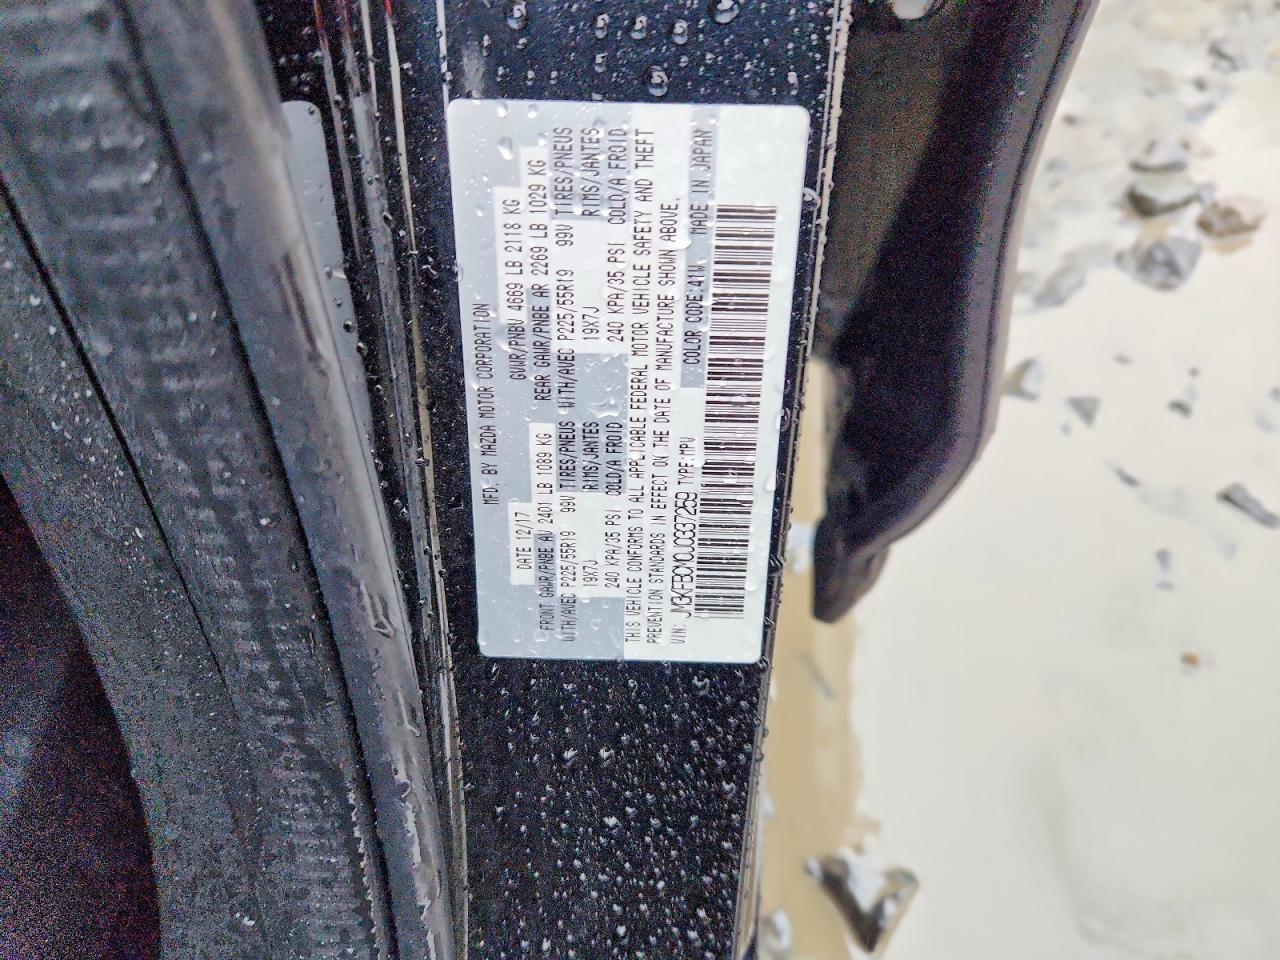 MFD. BY MAZDA MOTOR CORPORATION
DATE 12/17 GVWR/PNBV 4669 LB 2118 KG
FRONT GAWR/PNBE AV 2401 LB 1089 KG REAR GAWR/PNBE AR 2269 LB 1029 KG
WITH/AVEC P225/55R19 99V TIRES/PNEUS WITH/AVEC P225/55R19 99V TIRES/PNEUS
19X7J RIMS/JANTES 19X7J RIMS/JANTES
240 KPA/35 PSI COLD/A FROID 240 KPA/35 PSI COLD/A FROID
THIS VEHICLE CONFORMS TO ALL APPLICABLE FEDERAL MOTOR VEHICLE SAFETY AND THEFT
PREVENTION STANDARDS IN EFFECT ON THE DATE OF MANUFACTURE SHOWN ABOVE.
VIN: JM3KFBCM0J0337259 TYPE:MPV COLOR CODE:41W MADE IN JAPAN